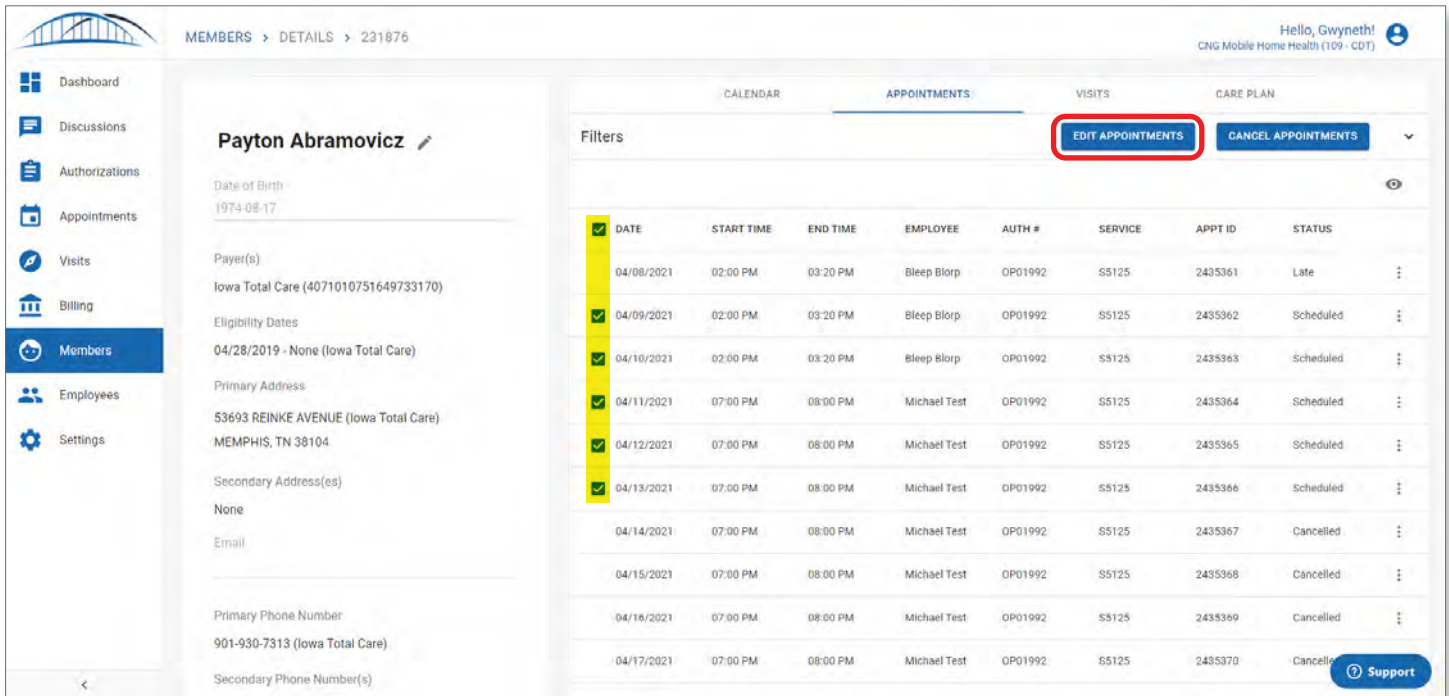 MEMBERS > DETAILS > 231876
Hello, Gwyneth!
CNG Mobile Home Health (109 - CDT)
Dashboard
Discussions
Authorizations
Appointments
Visits
Billing
Members
Employees
Settings
Payton Abramovicz
Date of Birth
1974-08-17
Payer(s)
Iowa Total Care (4071010751649733170)
Eligibility Dates
04/28/2019 - None (Iowa Total Care)
Primary Address
53693 REINKE AVENUE (Iowa Total Care)
MEMPHIS, TN 38104
Secondary Address(es)
None
Email
Primary Phone Number
901-930-7313 (Iowa Total Care)
Secondary Phone Number(s)
CALENDAR APPOINTMENTS VISITS CARE PLAN
Filters EDIT APPOINTMENTS CANCEL APPOINTMENTS
DATE START TIME END TIME EMPLOYEE AUTH # SERVICE APPT ID STATUS
04/08/2021 02:00 PM 03:20 PM Bleep Blorp OP01992 S5125 2435361 Late
04/09/2021 02:00 PM 03:20 PM Bleep Blorp OP01992 S5125 2435362 Scheduled
04/10/2021 02:00 PM 03:20 PM Bleep Blorp OP01992 S5125 2435363 Scheduled
04/11/2021 07:00 PM 08:00 PM Michael Test OP01992 S5125 2435364 Scheduled
04/12/2021 07:00 PM 08:00 PM Michael Test OP01992 S5125 2435365 Scheduled
04/13/2021 07:00 PM 08:00 PM Michael Test OP01992 S5125 2435366 Scheduled
04/14/2021 07:00 PM 08:00 PM Michael Test OP01992 S5125 2435367 Cancelled
04/15/2021 07:00 PM 08:00 PM Michael Test OP01992 S5125 2435368 Cancelled
04/16/2021 07:00 PM 08:00 PM Michael Test OP01992 S5125 2435369 Cancelled
04/17/2021 07:00 PM 08:00 PM Michael Test OP01992 S5125 2435370 Cancelle
Support